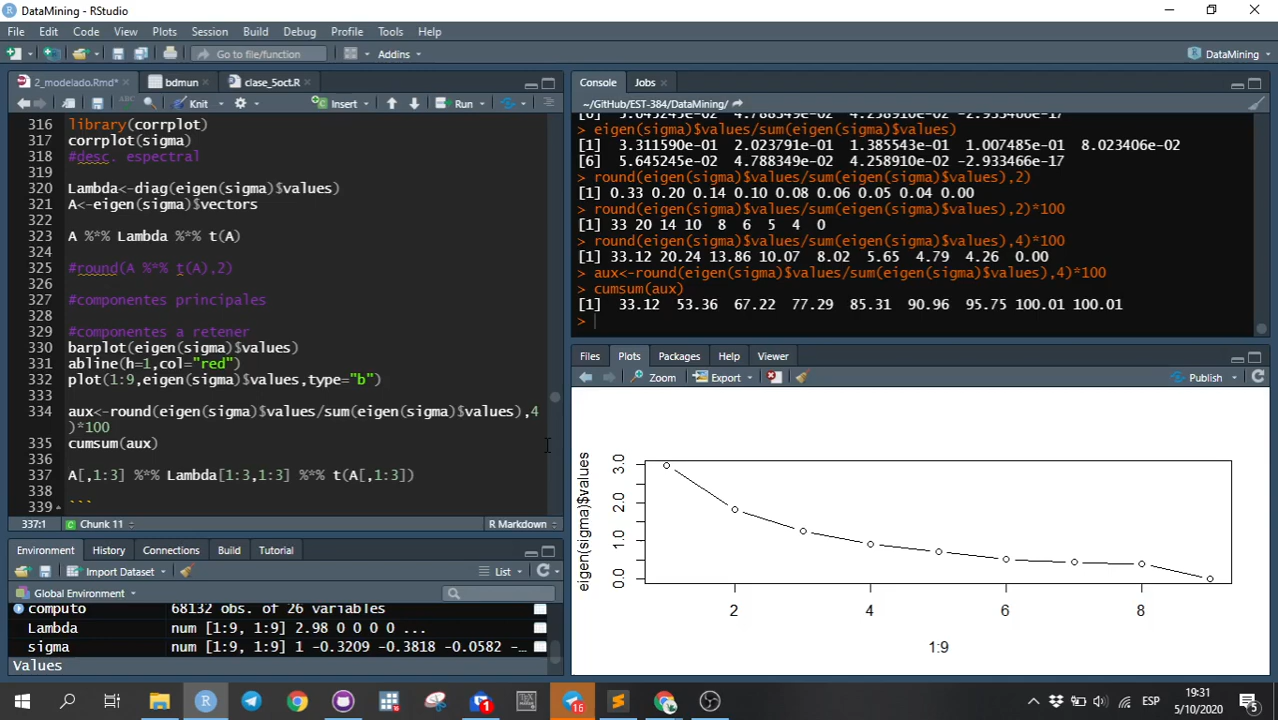 DataMining - RStudio
File Edit Code View Plots Session Build Debug Profile Tools Help
Go to file/function Addins DataMining
2_modelado.Rmd* bdmun clase_5oct.R
Knit Insert Run
316 library(corrplot)
317 corrplot(sigma)
318 #desc. espectral
319
320 Lambda<-diag(eigen(sigma)$values)
321 A<-eigen(sigma)$vectors
322
323 A %*% Lambda %*% t(A)
324
325 #round(A %*% t(A),2)
326
327 #componentes principales
328
329 #componentes a retener
330 barplot(eigen(sigma)$values)
331 abline(h=1,col="red")
332 plot(1:9,eigen(sigma)$values,type="b")
333
334 aux<-round(eigen(sigma)$values/sum(eigen(sigma)$values),4
)*100
335 cumsum(aux)
336
337 A[,1:3] %*% Lambda[1:3,1:3] %*% t(A[,1:3])
338
339 ```
337:1 Chunk 11 R Markdown
Environment History Connections Build Tutorial
Import Dataset List
Global Environment
computo 68132 obs. of 26 variables
Lambda num [1:9, 1:9] 2.98 0 0 0 0 ...
sigma num [1:9, 1:9] 1 -0.3209 -0.3818 -0.0582 -...
Values
Console Jobs
~/GitHub/EST-384/DataMining/
[6] 5.645245e-02 4.788349e-02 4.258910e-02 -2.933466e-17
> eigen(sigma)$values/sum(eigen(sigma)$values)
[1] 3.311590e-01 2.023791e-01 1.385543e-01 1.007485e-01 8.023406e-02
[6] 5.645245e-02 4.788349e-02 4.258910e-02 -2.933466e-17
> round(eigen(sigma)$values/sum(eigen(sigma)$values),2)
[1] 0.33 0.20 0.14 0.10 0.08 0.06 0.05 0.04 0.00
> round(eigen(sigma)$values/sum(eigen(sigma)$values),2)*100
[1] 33 20 14 10 8 6 5 4 0
> round(eigen(sigma)$values/sum(eigen(sigma)$values),4)*100
[1] 33.12 20.24 13.86 10.07 8.02 5.65 4.79 4.26 0.00
> aux<-round(eigen(sigma)$values/sum(eigen(sigma)$values),4)*100
> cumsum(aux)
[1] 33.12 53.36 67.22 77.29 85.31 90.96 95.75 100.01 100.01
>
Files Plots Packages Help Viewer
Zoom Export Publish
eigen(sigma)$values
3.0
2.0
1.0
0.0
2 4 6 8
1:9
16 1 ESP 19:31
5/10/2020 5